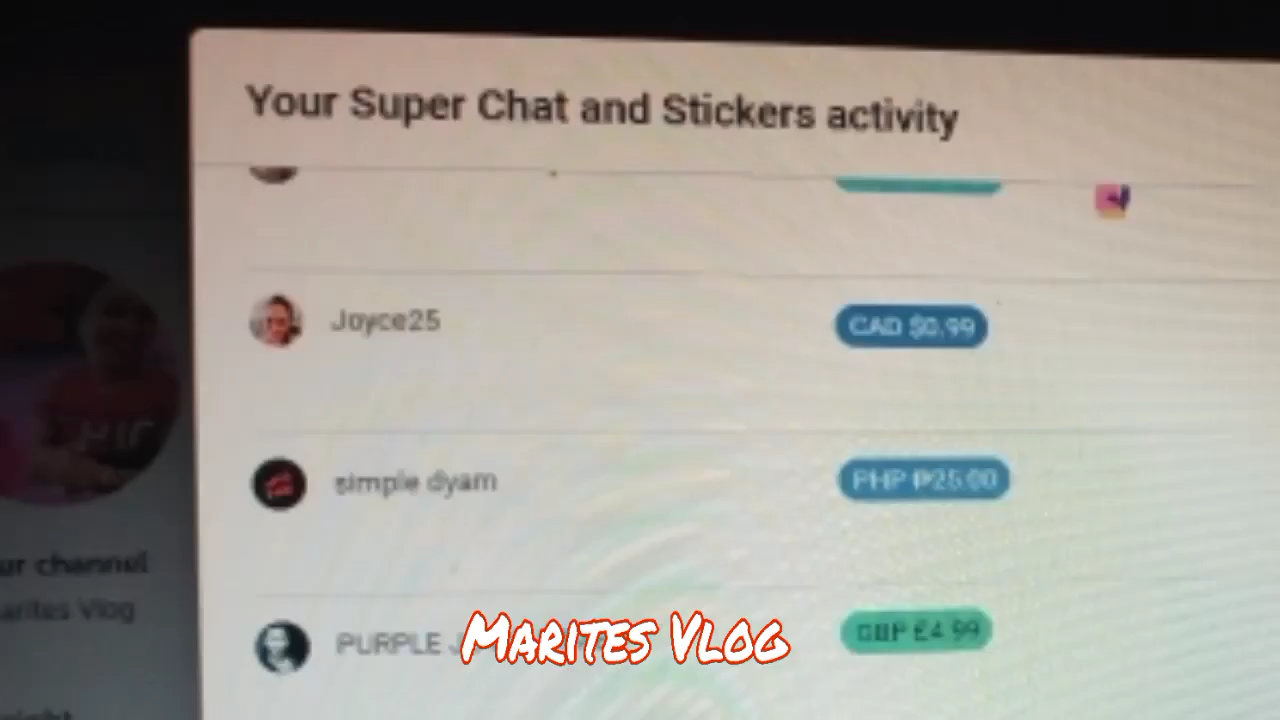 Your Super Chat and Stickers activity
Joyce25
CAD $0.99
simple dyam
PHP ₱25.00
ur channel
arites Vlog
PURPLE J
GBP £4.99
Marites Vlog